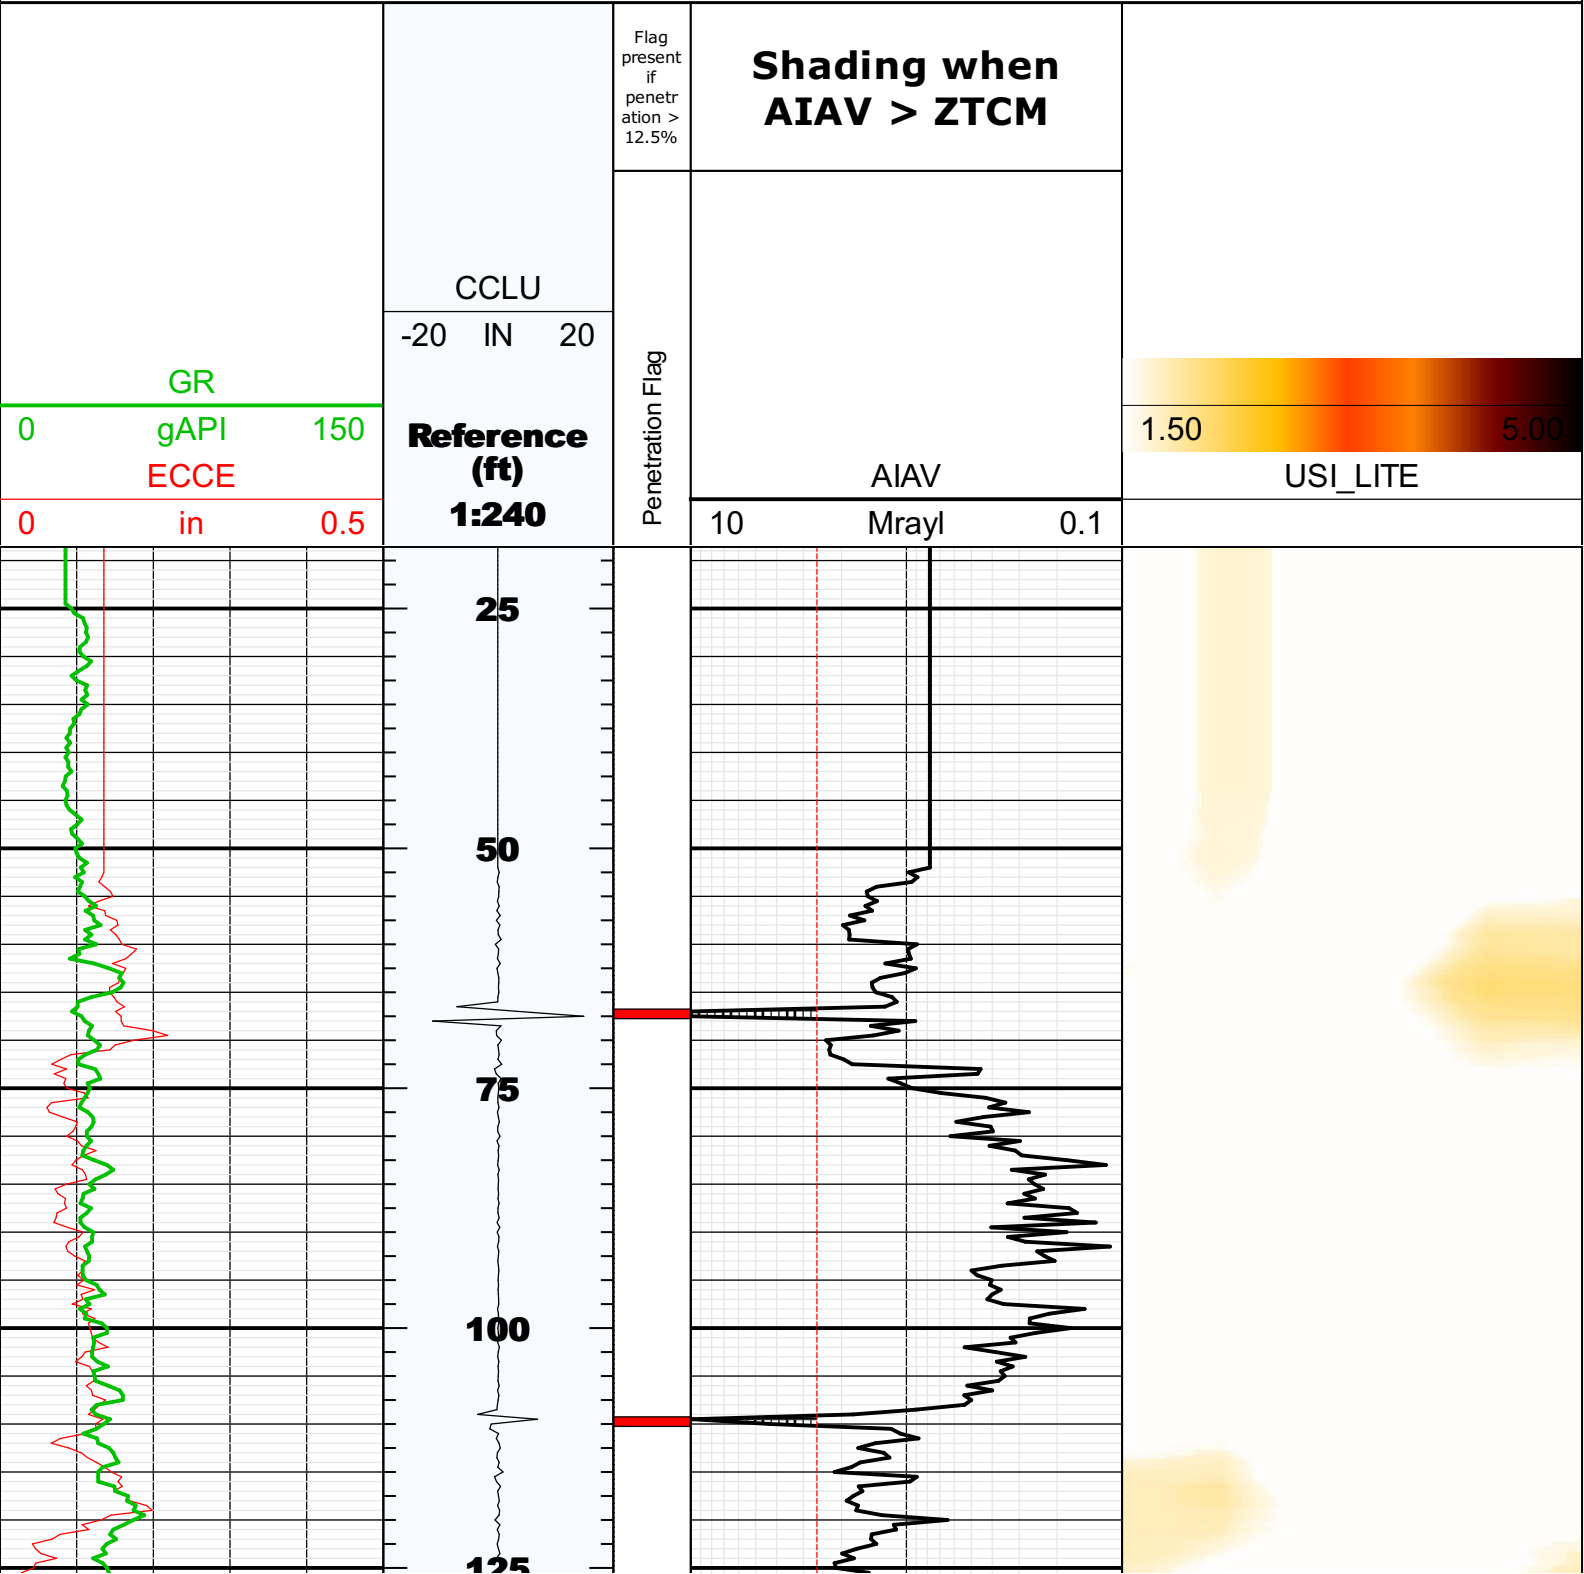 Flag
present
if
penetr
ation >
12.5%
Shading when
AIAV > ZTCM
CCLU
-20 IN 20
GR
0 gAPI 150
ECCE
0 in 0.5
Reference
(ft)
1:240
Penetration Flag
AIAV
10 Mrayl 0.1
1.50 5.00
USI_LITE
25
50
75
100
125